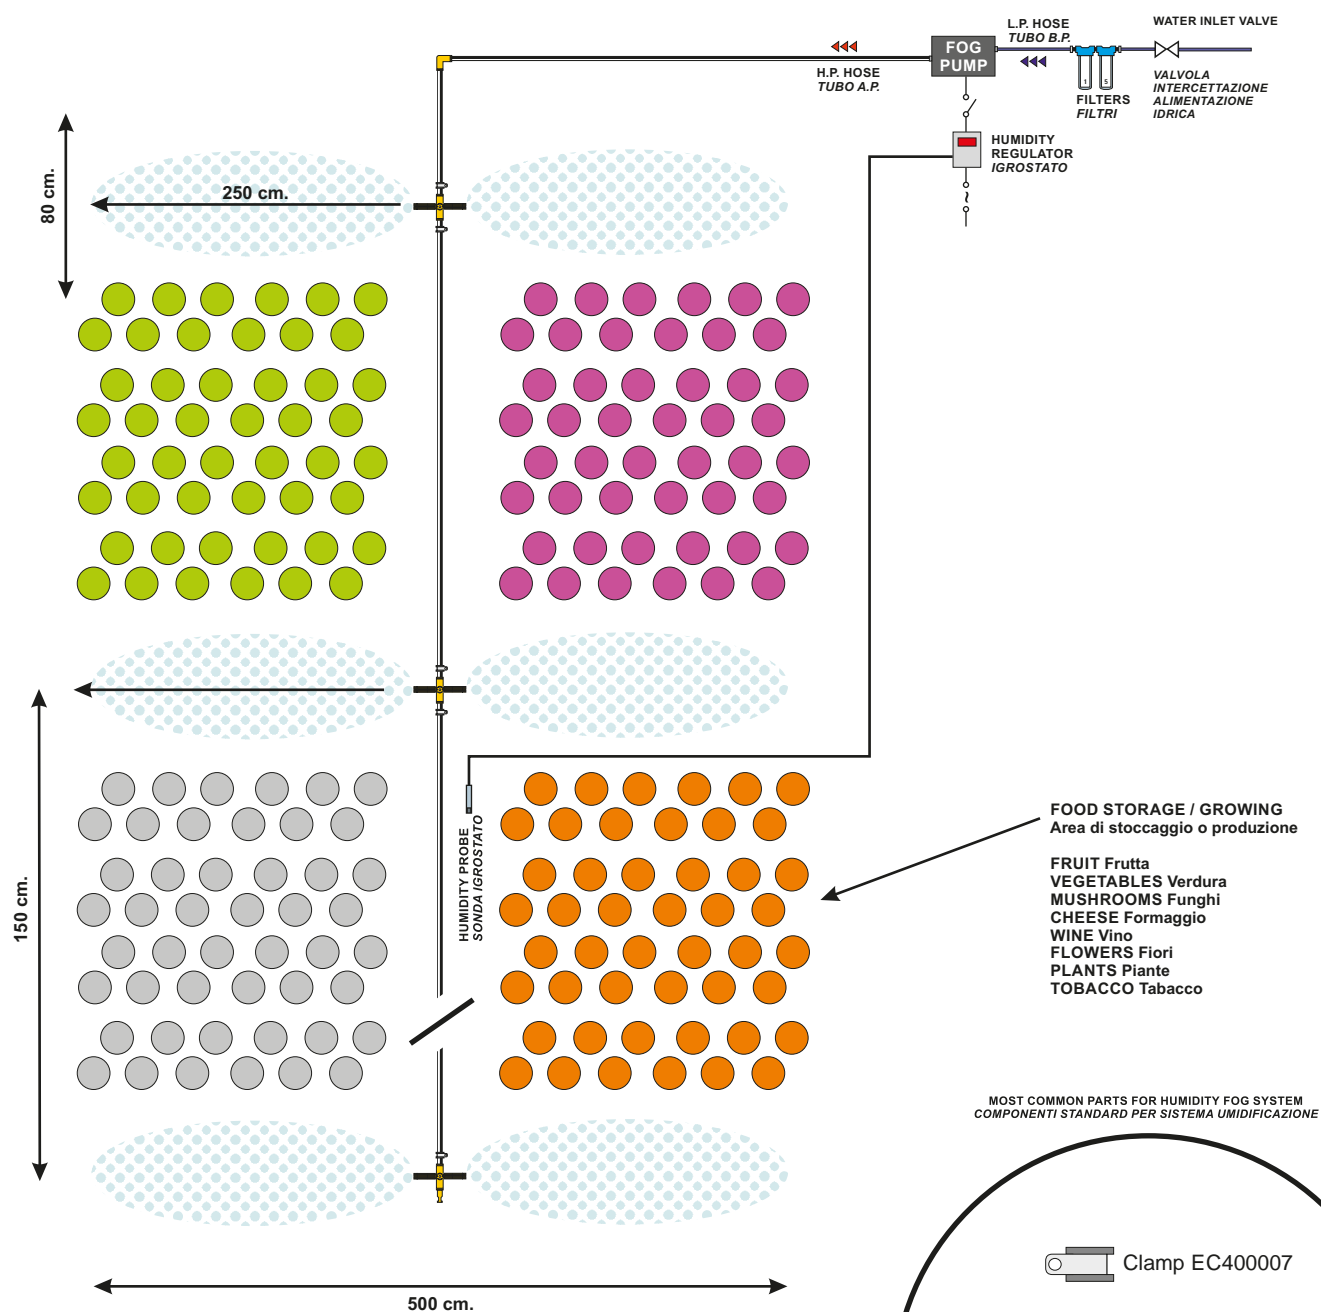 L.P. HOSE
TUBO B.P.
WATER INLET VALVE
FOG
PUMP
H.P. HOSE
TUBO A.P.
1
5
FILTERS
FILTRI
VALVOLA
INTERCETTAZIONE
ALIMENTAZIONE
IDRICA
HUMIDITY
REGULATOR
IGROSTATO
~
80 cm.
250 cm.
150 cm.
HUMIDITY PROBE
SONDA IGROSTATO
FOOD STORAGE / GROWING
Area di stoccaggio o produzione
FRUIT Frutta
VEGETABLES Verdura
MUSHROOMS Funghi
CHEESE Formaggio
WINE Vino
FLOWERS Fiori
PLANTS Piante
TOBACCO Tabacco
MOST COMMON PARTS FOR HUMIDITY FOG SYSTEM
COMPONENTI STANDARD PER SISTEMA UMIDIFICAZIONE
Clamp EC400007
500 cm.